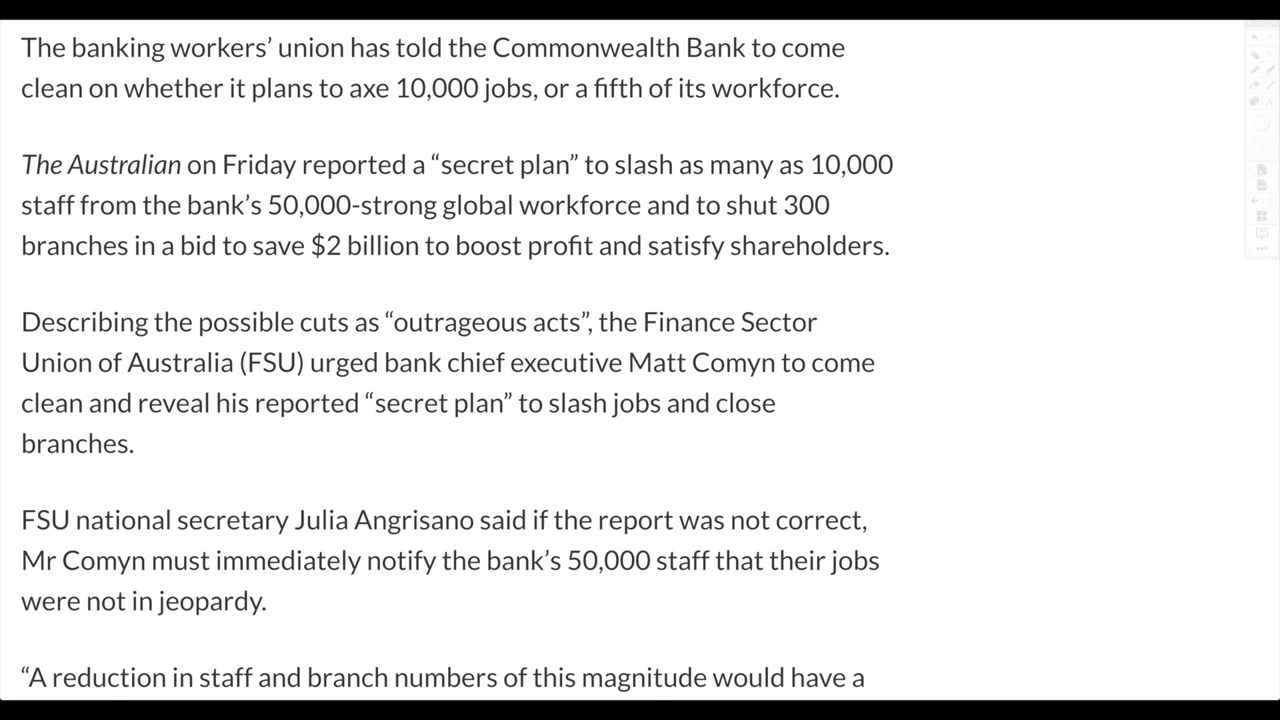 The banking workers’ union has told the Commonwealth Bank to come
clean on whether it plans to axe 10,000 jobs, or a fifth of its workforce.
The Australian on Friday reported a “secret plan” to slash as many as 10,000
staff from the bank’s 50,000-strong global workforce and to shut 300
branches in a bid to save $2 billion to boost profit and satisfy shareholders.
Describing the possible cuts as “outrageous acts”, the Finance Sector
Union of Australia (FSU) urged bank chief executive Matt Comyn to come
clean and reveal his reported “secret plan” to slash jobs and close
branches.
FSU national secretary Julia Angrisano said if the report was not correct,
Mr Comyn must immediately notify the bank’s 50,000 staff that their jobs
were not in jeopardy.
“A reduction in staff and branch numbers of this magnitude would have a